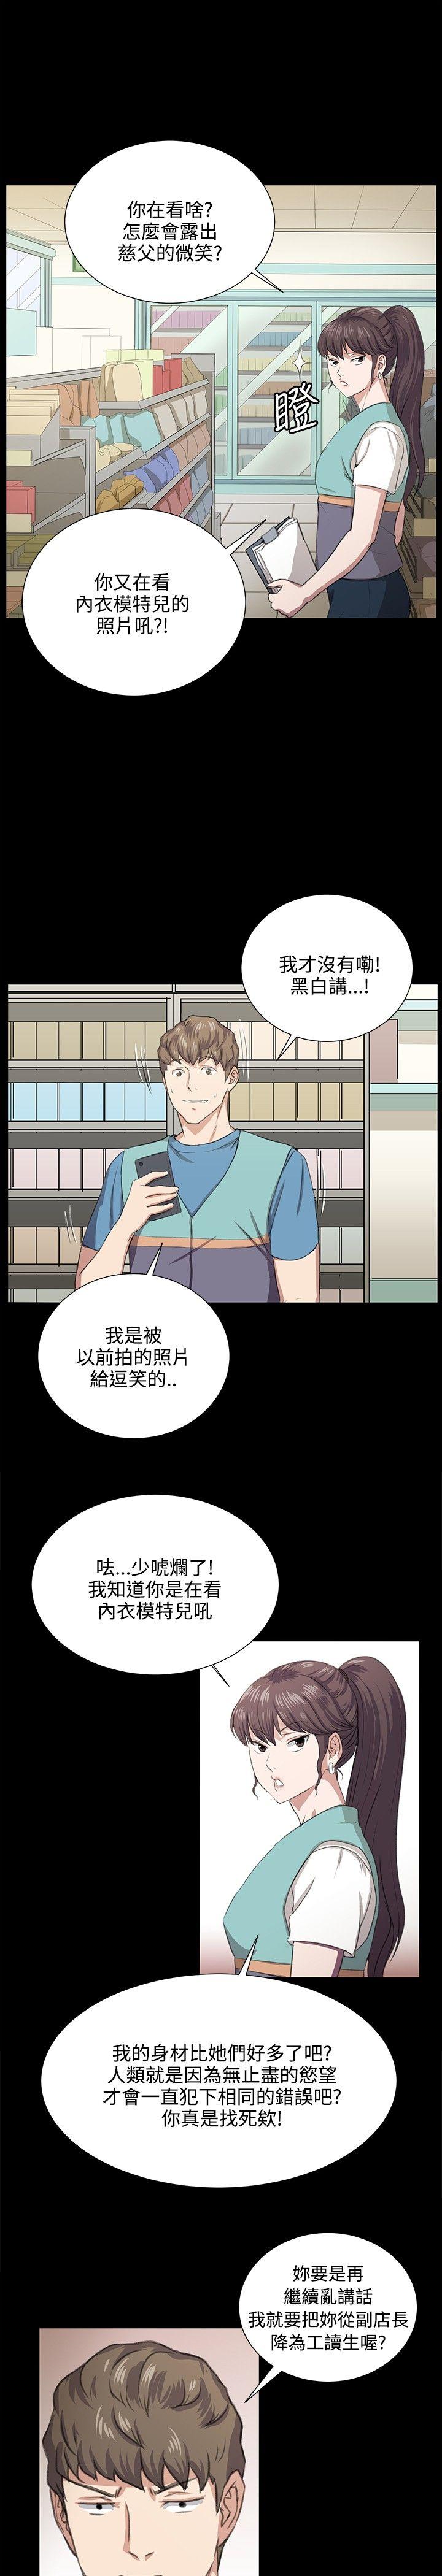 你在看啥?
怎麼會露出
慈父的微笑?
瞪
你又在看
內衣模特兒的
照片吼?!
我才沒有嘞!
黑白講...!
我是被
以前拍的照片
給逗笑的..
呿...少唬爛了!
我知道你是在看
內衣模特兒吼
我的身材比她們好多了吧?
人類就是因為無止盡的慾望
才會一直犯下相同的錯誤吧?
你真是找死欸!
妳要是再
繼續亂講話
我就要把妳從副店長
降為工讀生喔?